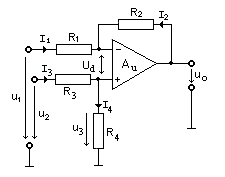 R2 I2
I1 R1
− Ud Au
I3 + uo
R3 I4
u1 u2 u3 R4